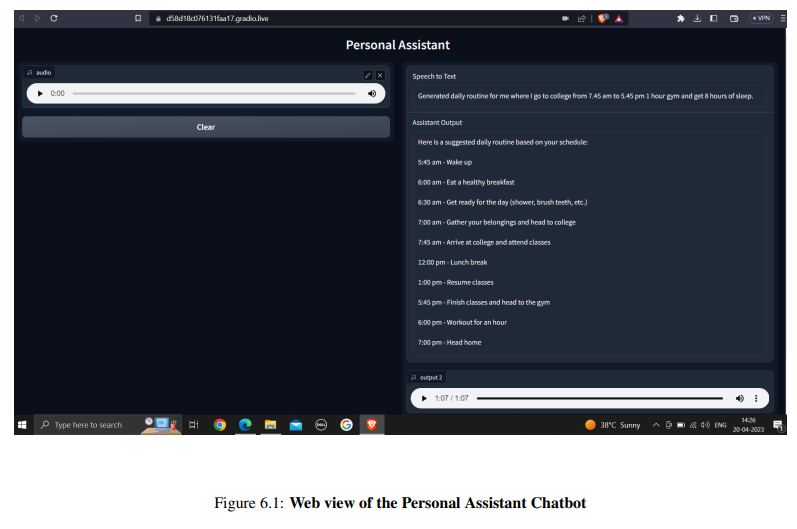 d58d18c076131faa17.gradio.live
VPN
Personal Assistant
audio
0:00
Clear
Speech to Text
Generated daily routine for me where I go to college from 7.45 am to 5.45 pm 1 hour gym and get 8 hours of sleep.
Assistant Output
Here is a suggested daily routine based on your schedule:
5:45 am - Wake up
6:00 am - Eat a healthy breakfast
6:30 am - Get ready for the day (shower, brush teeth, etc.)
7:00 am - Gather your belongings and head to college
7:45 am - Arrive at college and attend classes
12:00 pm - Lunch break
1:00 pm - Resume classes
5:45 pm - Finish classes and head to the gym
6:00 pm - Workout for an hour
7:00 pm - Head home
output 2
1:07 / 1:07
Type here to search
DELL
38°C Sunny
ENG
14:26
20-04-2023
Figure 6.1: Web view of the Personal Assistant Chatbot